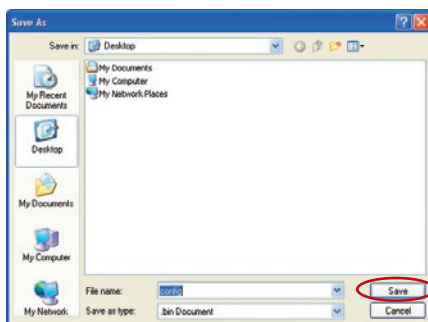 Save As
Save in:
Desktop
My Recent
Documents
Desktop
My Documents
My Computer
My Network
My Documents
My Computer
My Network Places
File name:
config
Save
Save as type:
.bin Document
Cancel